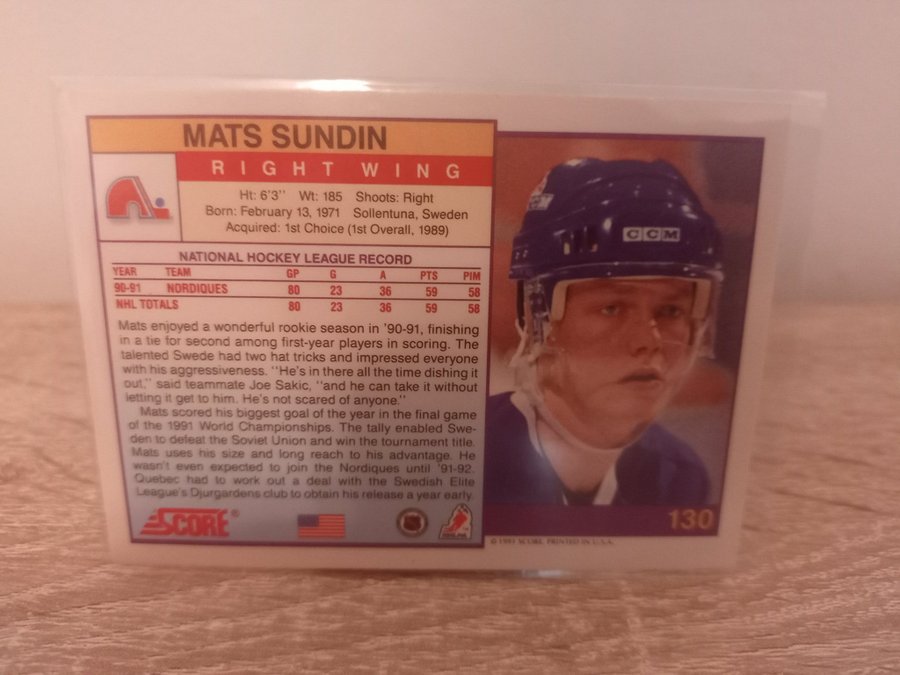 MATS SUNDIN
RIGHT WING
Ht: 6'3" Wt: 185 Shoots: Right
Born: February 13, 1971 Sollentuna, Sweden
Acquired: 1st Choice (1st Overall, 1989)
NATIONAL HOCKEY LEAGUE RECORD
YEAR TEAM GP G A PTS PIM
90-91 NORDIQUES 80 23 36 59 58
NHL TOTALS 80 23 36 59 58
Mats enjoyed a wonderful rookie season in '90-91, finishing
in a tie for second among first-year players in scoring. The
talented Swede had two hat tricks and impressed everyone
with his aggressiveness. "He's in there all the time dishing it
out," said teammate Joe Sakic, "and he can take it without
letting it get to him. He's not scared of anyone."
Mats scored his biggest goal of the year in the final game
of the 1991 World Championships. The tally enabled Swe-
den to defeat the Soviet Union and win the tournament title.
Mats uses his size and long reach to his advantage. He
wasn't even expected to join the Nordiques until '91-92.
Quebec had to work out a deal with the Swedish Elite
League's Djurgardens club to obtain his release a year early.
SCORE®
CCM
130
© 1991 SCORE, PRINTED IN U.S.A.